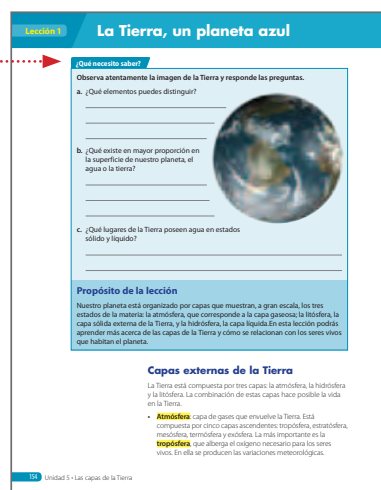 Lección 1
La Tierra, un planeta azul
¿Qué necesito saber?
Observa atentamente la imagen de la Tierra y responde las preguntas.
a. ¿Qué elementos puedes distinguir?
b. ¿Qué existe en mayor proporción en
la superficie de nuestro planeta, el
agua o la tierra?
c. ¿Qué lugares de la Tierra poseen agua en estados
sólido y líquido?
Propósito de la lección
Nuestro planeta está organizado por capas que muestran, a gran escala, los tres
estados de la materia: la atmósfera, que corresponde a la capa gaseosa; la litósfera, la
capa sólida externa de la Tierra, y la hidrósfera, la capa líquida.En esta lección podrás
aprender más acerca de las capas de la Tierra y cómo se relacionan con los seres vivos
que habitan el planeta.
Capas externas de la Tierra
La Tierra está compuesta por tres capas: la atmósfera, la hidrósfera
y la litósfera. La combinación de estas capas hace posible la vida
en la Tierra.
• Atmósfera: capa de gases que envuelve la Tierra. Está
compuesta por cinco capas ascendentes: tropósfera, estratósfera,
mesósfera, termósfera y exósfera. La más importante es la
tropósfera, que alberga el oxígeno necesario para los seres
vivos. En ella se producen las variaciones meteorológicas.
154 Unidad 5 • Las capas de la Tierra